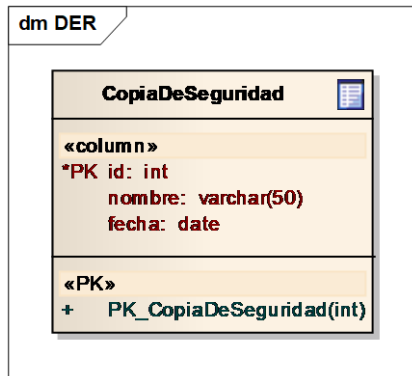 dm DER
CopiaDeSeguridad
«column»
*PK id: int
nombre: varchar(50)
fecha: date
«PK»
+ PK_CopiaDeSeguridad(int)